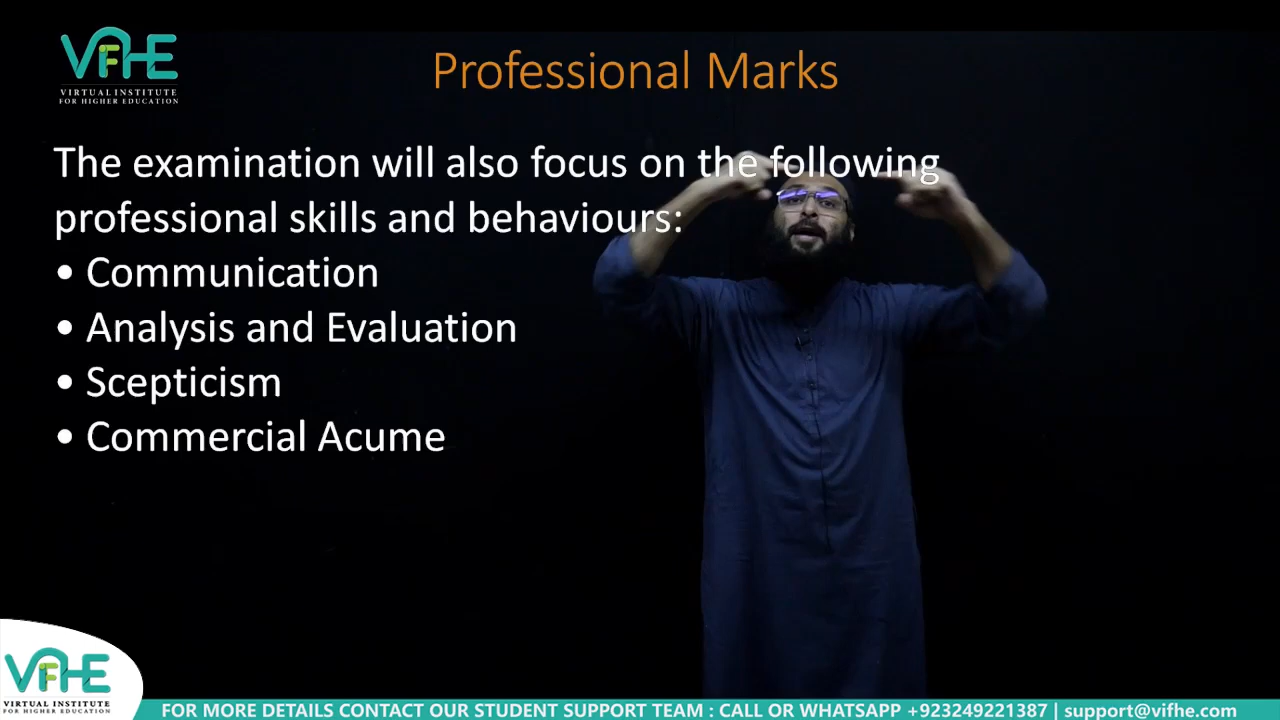 VIFHE
VIRTUAL INSTITUTE
FOR HIGHER EDUCATION
Professional Marks
The examination will also focus on the following
professional skills and behaviours:
• Communication
• Analysis and Evaluation
• Scepticism
• Commercial Acume
VIFHE
VIRTUAL INSTITUTE
FOR HIGHER EDUCATION
FOR MORE DETAILS CONTACT OUR STUDENT SUPPORT TEAM : CALL OR WHATSAPP +923249221387 | support@vifhe.com